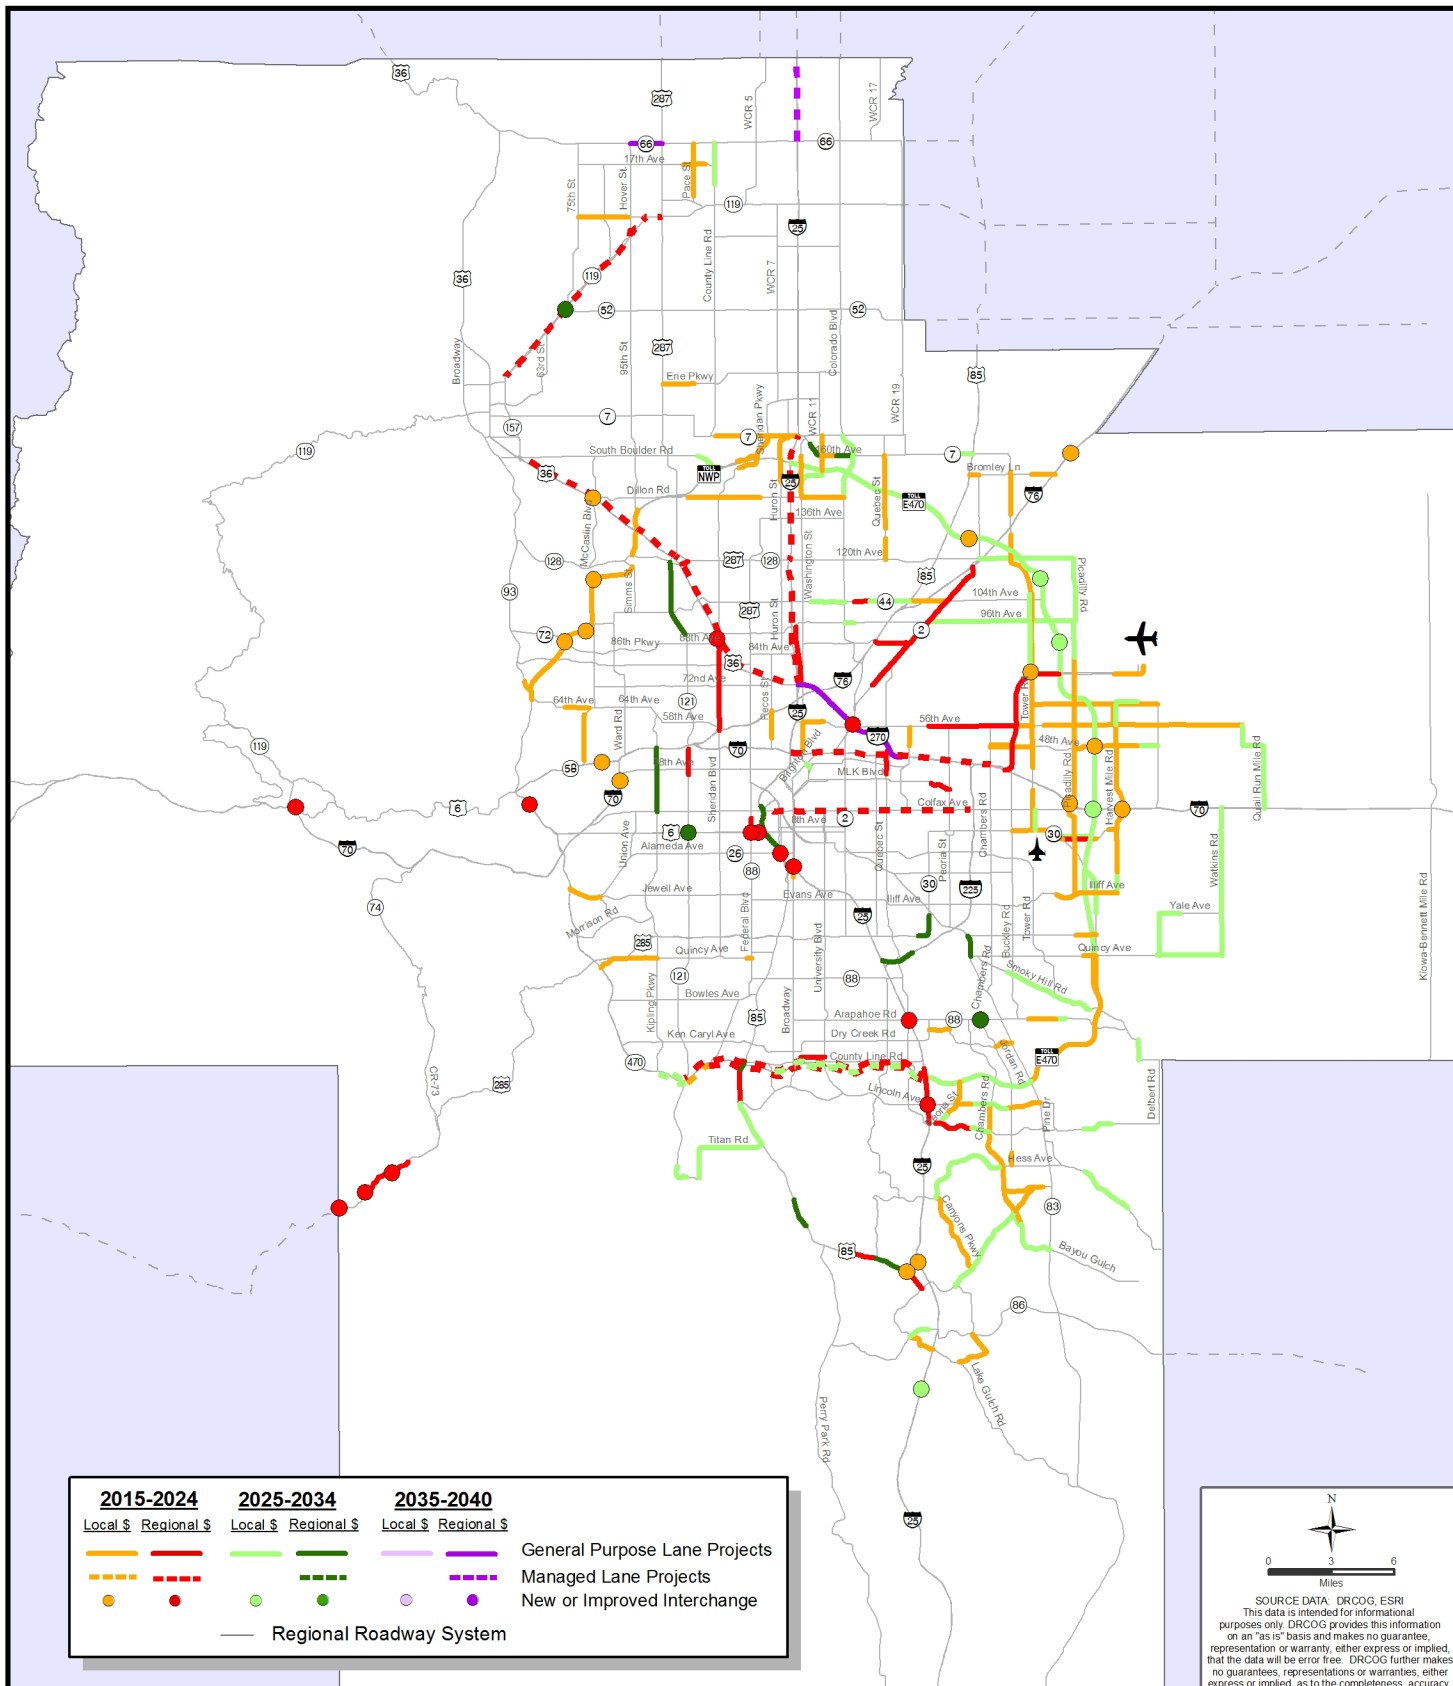 36
287
WCR 5
WCR 17
66
66
17th Ave
75th St
Hover St.
Pace St
119
25
County Line Rd
WCR 7
36
119
52
52
Broadway
63rd St
95th St
287
Colorado Blvd
Erie Pkwy
85
WCR 19
Sheridan Pkwy
WCR 11
7
157
119
7
South Boulder Rd
160th Ave
7
36
TOLL
NWP
Bromley Ln
Dillon Rd
25
Huron St
Quebec St
TOLL
E-470
76
McCaslin Blvd
136th Ave
120th Ave
128
287
128
Washington St
85
Picadilly Rd
93
Simms St
104th Ave
44
96th Ave
287
Huron St
2
72
86th Pkwy
88th Ave
84th Ave
36
72nd Ave
76
Tower Rd
64th Ave
64th Ave
121
Pecos St
25
58th Ave
56th Ave
Ward Rd
270
48th Ave
119
70
Brighton Blvd
58
38th Ave
MLK Blvd
Picadilly Rd
Harvest Mile Rd
Quail Run Mile Rd
70
Sheridan Blvd
Colfax Ave
70
6
8th Ave
2
Chambers Rd
30
6
Union Ave
Alameda Ave
26
Quebec St
Peoria St
Watkins Rd
70
88
30
225
Iliff Ave
Jewell Ave
Evans Ave
Iliff Ave
Kiowa-Bennett Mile Rd
74
Morrison Rd
Federal Blvd
25
Yale Ave
285
Quincy Ave
University Blvd
Buckley Rd
Tower Rd
Quincy Ave
121
88
Chambers Rd
Smoky Hill Rd
Bowles Ave
Kipling Pkwy
85
Broadway
Arapahoe Rd
88
Ken Caryl Ave
Dry Creek Rd
470
County Line Rd
Jordan Rd
TOLL
E-470
CR-73
285
Lincoln Ave
Peoria St
Chambers Rd
Pine Dr
Delbert Rd
Titan Rd
25
Hess Ave
83
Canyons Pkwy
85
Bayou Gulch
86
Lake Gulch Rd
Perry Park Rd
25
2015-2024 2025-2034 2035-2040
Local $ Regional $ Local $ Regional $ Local $ Regional $
General Purpose Lane Projects
Managed Lane Projects
New or Improved Interchange
Regional Roadway System
N
0 3 6
Miles
SOURCE DATA: DRCOG, ESRI
This data is intended for informational
purposes only. DRCOG provides this information
on an "as is" basis and makes no guarantee,
representation or warranty, either express or implied,
that the data will be error free. DRCOG further makes
no guarantees, representations or warranties, either
express or implied, as to the completeness, accuracy,